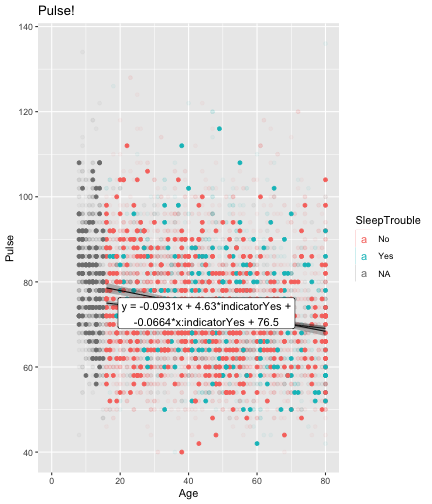 Pulse!
140
120
100
80
60
40
Pulse
y = -0.0931x + 4.63*indicatorYes +
-0.0664*x:indicatorYes + 76.5
0
20
40
60
80
Age
SleepTrouble
a No
a Yes
a NA